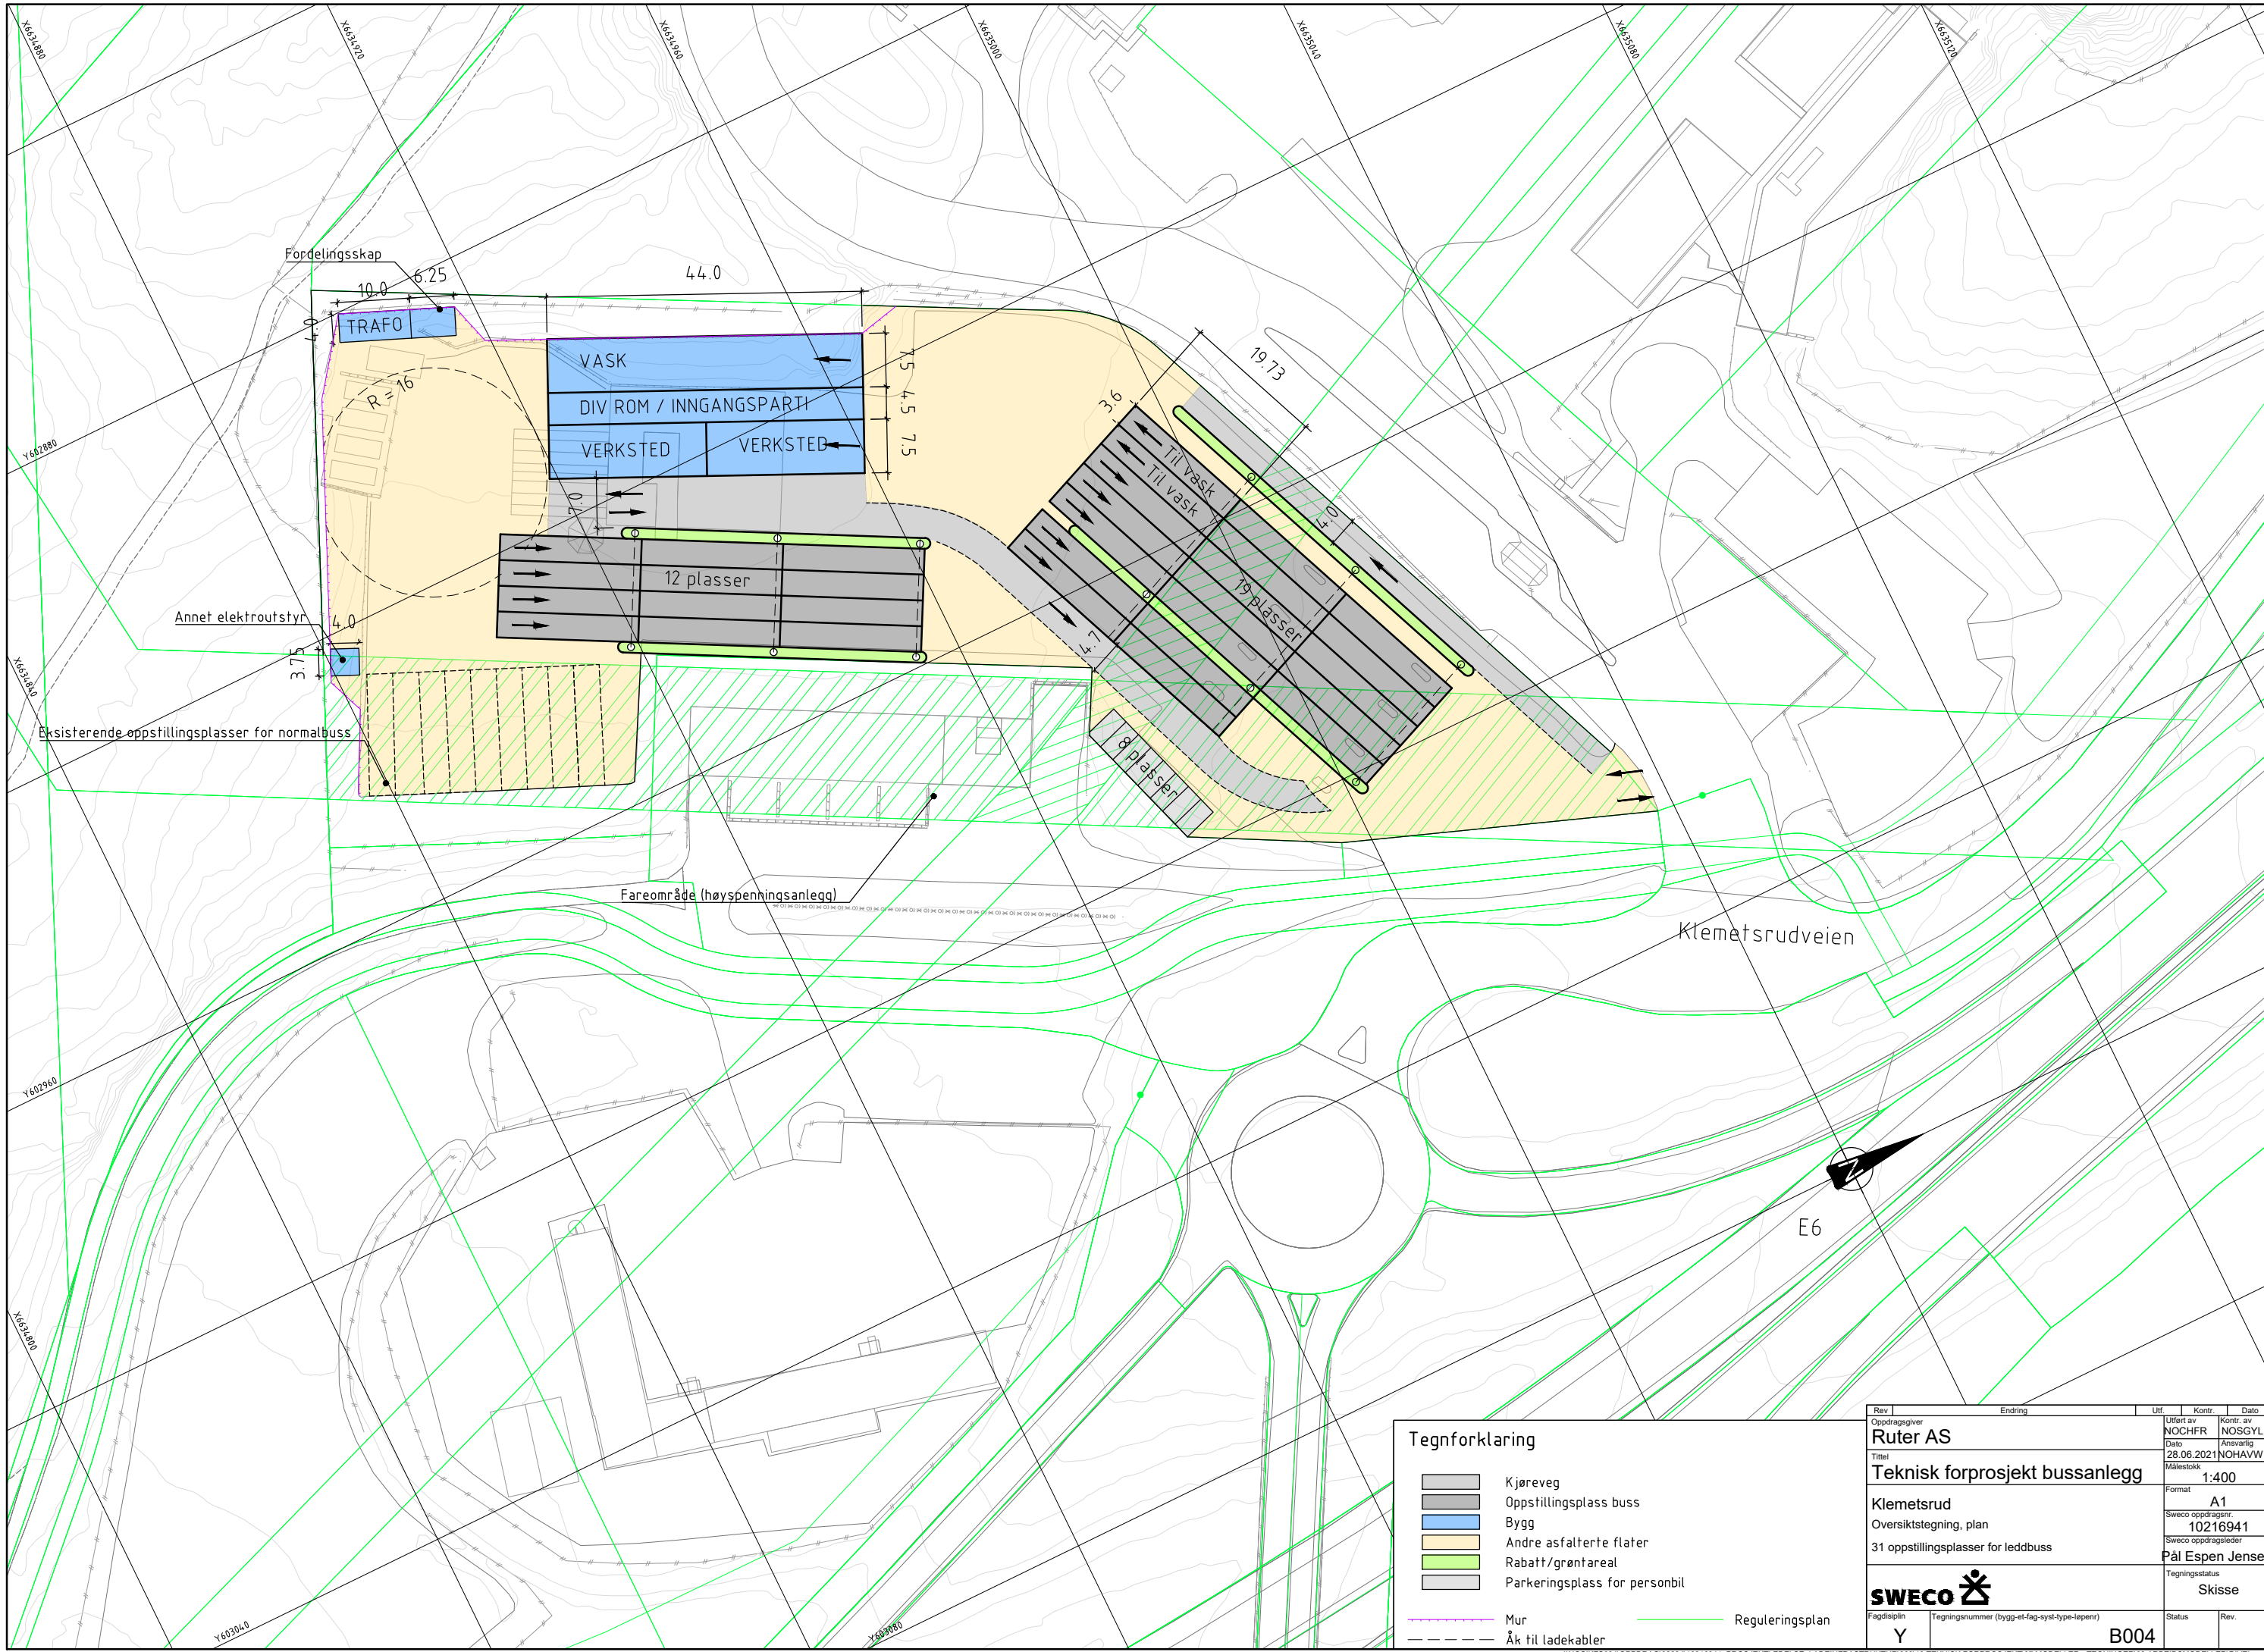 X6634880
X6634920
X6634960
X6635000
X6635040
X6635080
X6635120
Fordelingsskap
10.0
6.25
44.0
4.0
TRAFO
R = 16
VASK
DIV ROM / INNGANGSPARTI
VERKSTED
VERKSTED
7.5
4.5
7.5
7.0
19.73
3.6
Til vask
Til vask
4.0
19 plasser
4.7
12 plasser
8 plasser
Y602880
Annet elektroutstyr
4.0
3.75
X6634840
Eksisterende oppstillingsplasser for normalbuss
Fareområde (høyspenningsanlegg)
Klemetsrudveien
Y602960
N
E6
X6634800
Y603040
Y603080
Tegnforklaring
Kjøreveg
Oppstillingsplass buss
Bygg
Andre asfalterte flater
Rabatt/grøntareal
Parkeringsplass for personbil
Mur
Reguleringsplan
Åk til ladekabler
Rev Endring Utf. Kontr. Dato
Oppdragsgiver
Ruter AS
Utført av
NOCHFR
Kontr. av
NOSGYL
Dato
28.06.2021
Ansvarlig
NOHAVW
Tittel
Teknisk forprosjekt bussanlegg
Målestokk
1:400
Klemetsrud
Oversiktstegning, plan
31 oppstillingsplasser for leddbuss
Format
A1
Sweco oppdragsnr.
10216941
Sweco oppdragsleder
Pål Espen Jense
SWECO
Tegningsstatus
Skisse
Fagdisiplin
Y
Tegningsnummer (bygg-et-fag-syst-type-løpenr)
B004
Status
Rev.